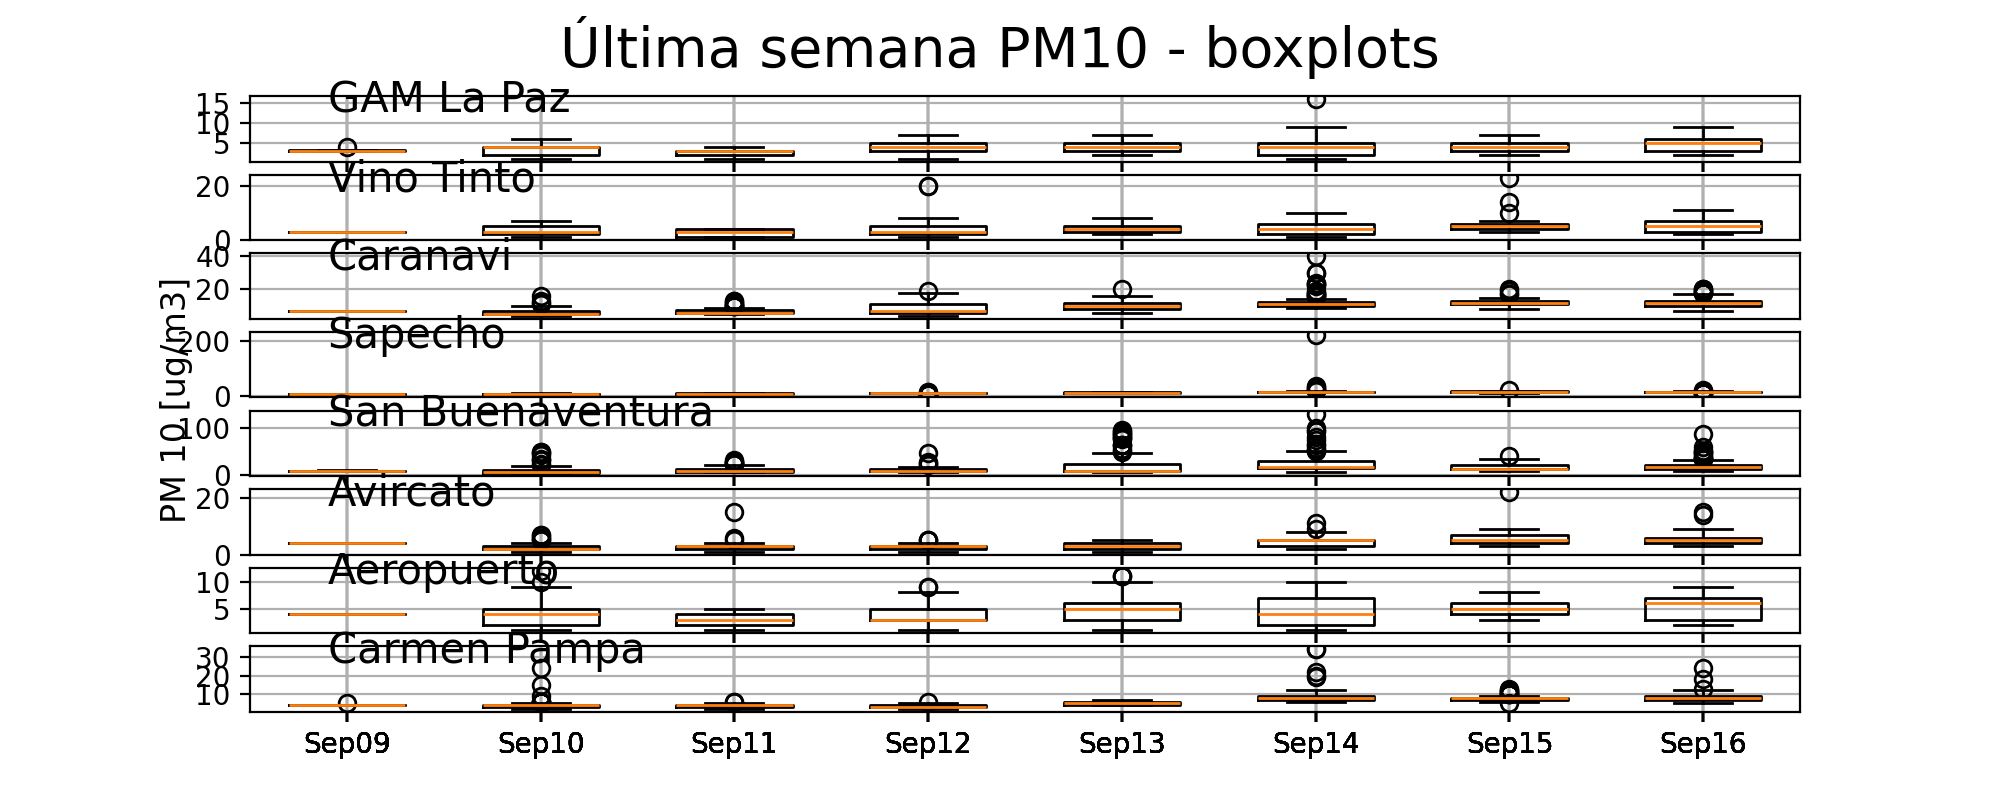 Última semana PM10 - boxplots
GAM La Paz
15
10
5
Vino Tinto
20
0
Caranavi
40
20
Sapecho
200
0
San Buenaventura
100
0
Avircato
20
0
Aeropuerto
10
5
Carmen Pampa
30
20
10
PM 10 [ug/m3]
Sep09 Sep10 Sep11 Sep12 Sep13 Sep14 Sep15 Sep16